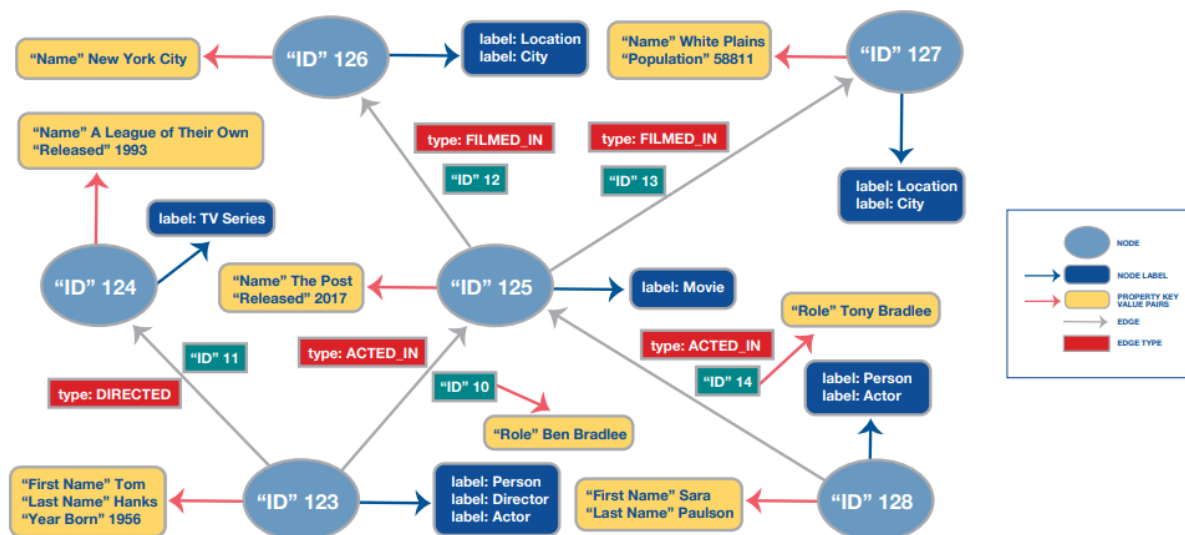 “Name” New York City
“ID” 126
label: Location
label: City
“Name” White Plains
“Population” 58811
“ID” 127
“Name” A League of Their Own
“Released” 1993
type: FILMED_IN
“ID” 12
type: FILMED_IN
“ID” 13
label: Location
label: City
label: TV Series
“ID” 124
“Name” The Post
“Released” 2017
“ID” 125
label: Movie
“Role” Tony Bradlee
“ID” 11
type: DIRECTED
type: ACTED_IN
“ID” 10
“Role” Ben Bradlee
type: ACTED_IN
“ID” 14
label: Person
label: Actor
“First Name” Tom
“Last Name” Hanks
“Year Born” 1956
“ID” 123
label: Person
label: Director
label: Actor
“First Name” Sara
“Last Name” Paulson
“ID” 128
NODE
NODE LABEL
PROPERTY KEY
VALUE PAIRS
EDGE
EDGE TYPE